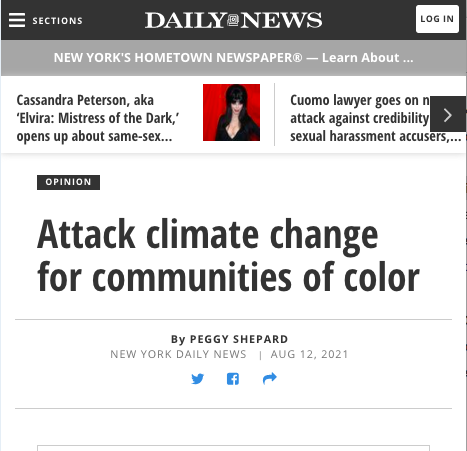 SECTIONS
DAILY NEWS
LOG IN
NEW YORK'S HOMETOWN NEWSPAPER® — Learn About ...
Cassandra Peterson, aka
‘Elvira: Mistress of the Dark,’
opens up about same-sex...
Cuomo lawyer goes on
attack against credibility
sexual harassment accusers,...
OPINION
Attack climate change
for communities of color
By PEGGY SHEPARD
NEW YORK DAILY NEWS | AUG 12, 2021